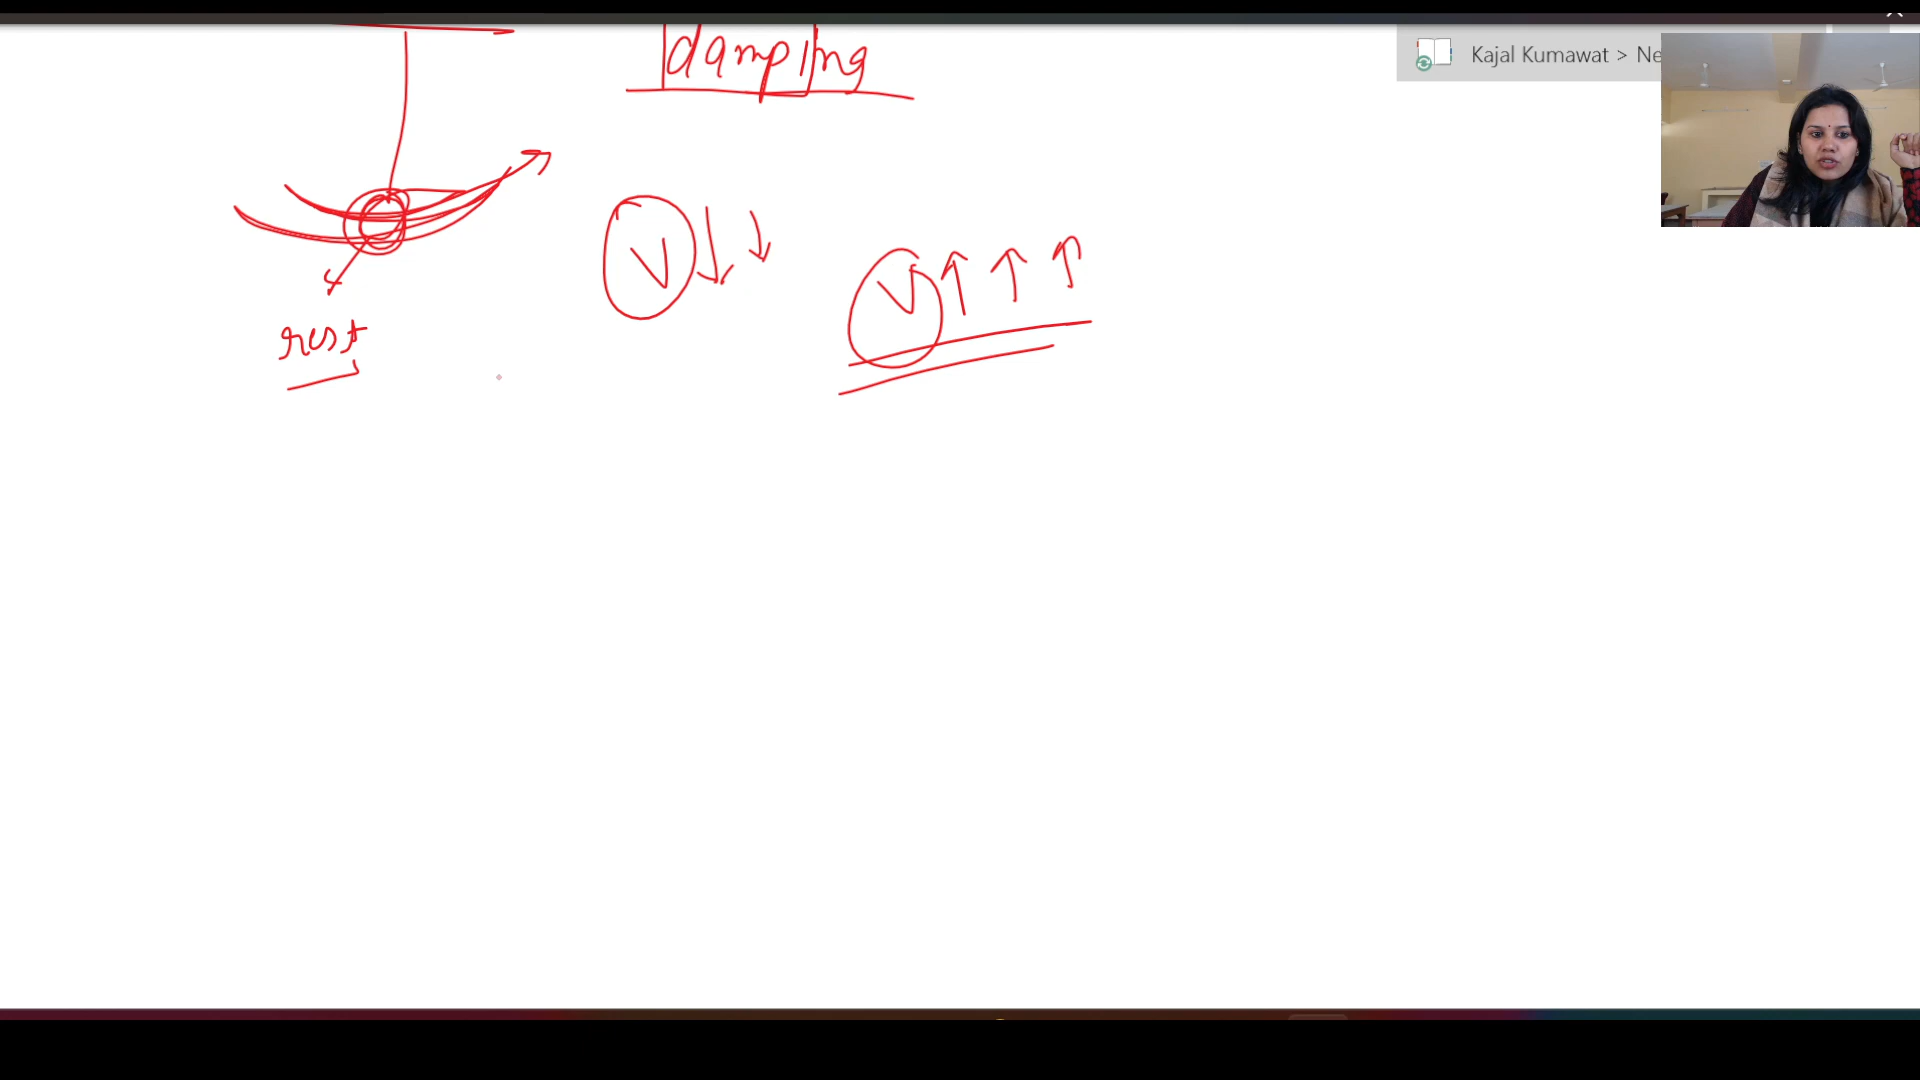 damping
Kajal Kumawat > Ne
V ↓ ↓
V ↑ ↑ ↑
rest